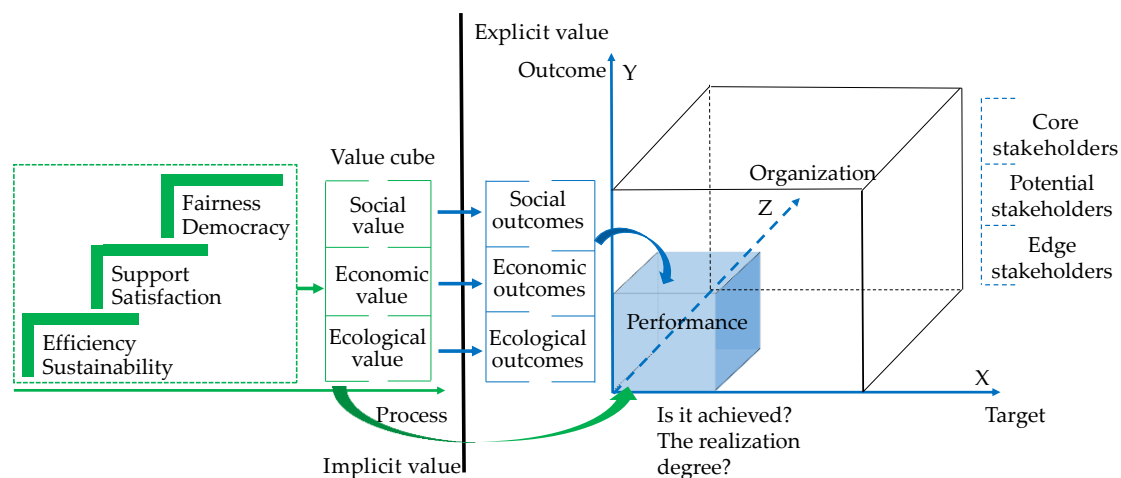 Explicit value
Outcome
Y
Value cube
Fairness
Democracy
Support
Satisfaction
Efficiency
Sustainability
Social
value
Economic
value
Ecological
value
Social
outcomes
Economic
outcomes
Ecological
outcomes
Organization
Z
Performance
Core
stakeholders
Potential
stakeholders
Edge
stakeholders
X
Target
Process
Implicit value
Is it achieved?
The realization
degree?